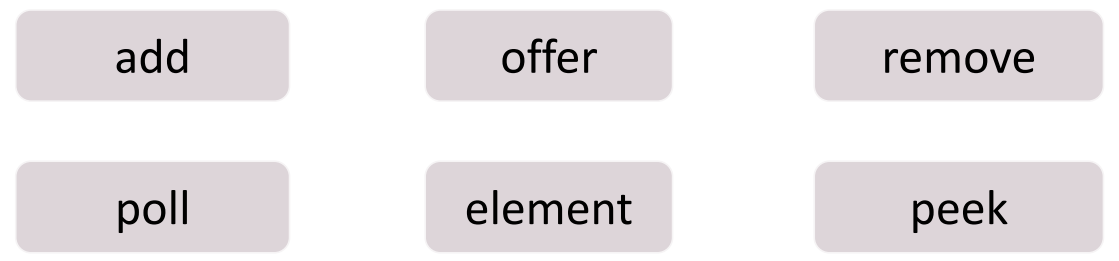 add
offer
remove
poll
element
peek